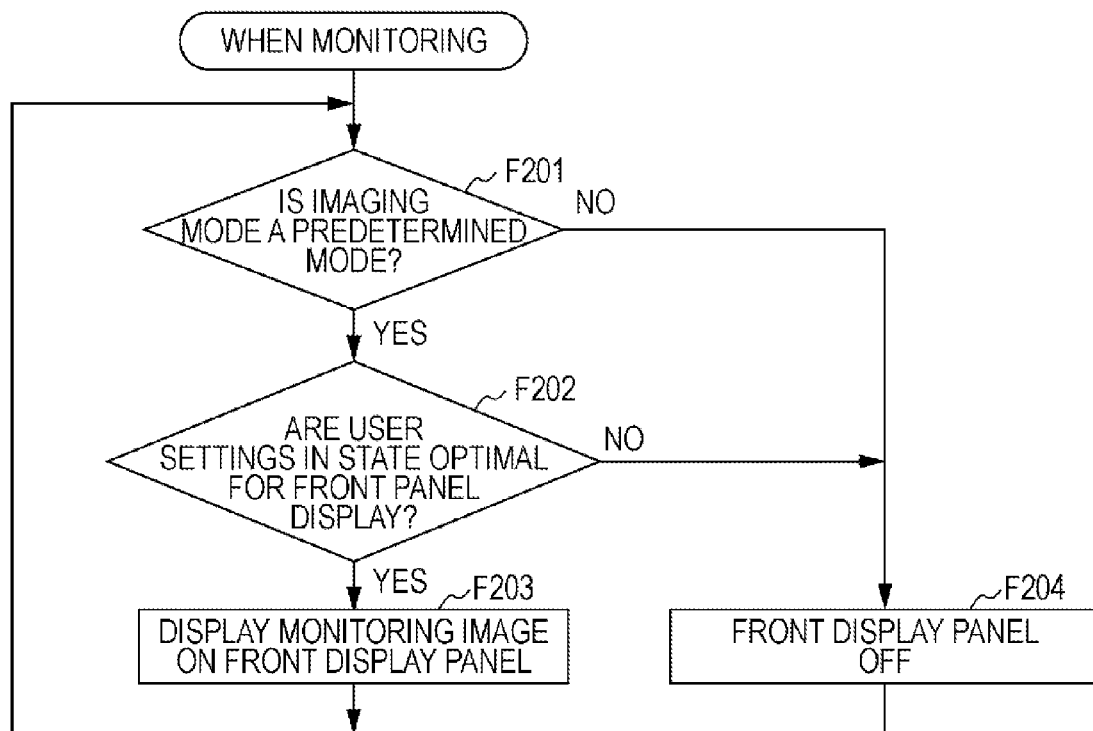 WHEN MONITORING
F201
IS IMAGING
MODE A PREDETERMINED
MODE?
NO
YES
F202
ARE USER
SETTINGS IN STATE OPTIMAL
FOR FRONT PANEL
DISPLAY?
NO
YES
F203
DISPLAY MONITORING IMAGE
ON FRONT DISPLAY PANEL
F204
FRONT DISPLAY PANEL
OFF